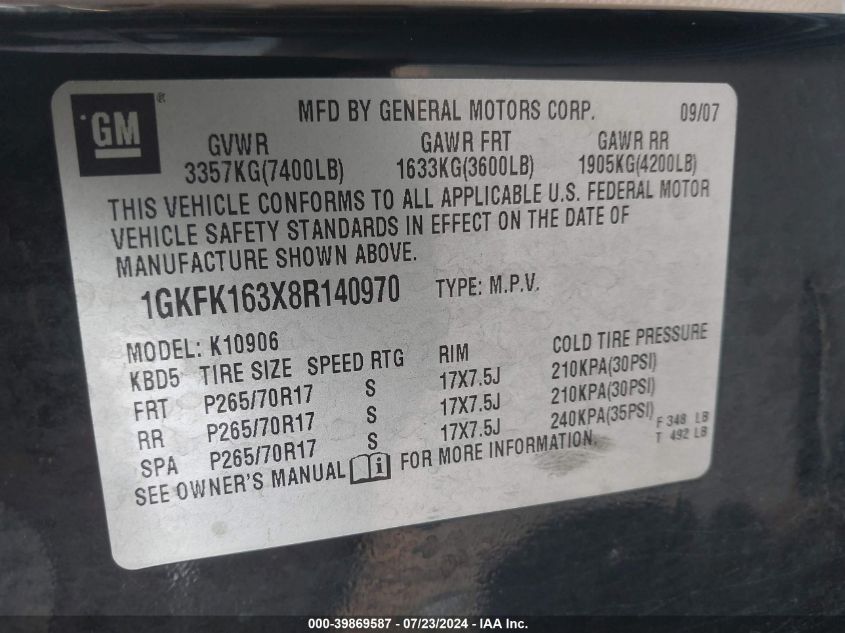 GM ® MFD BY GENERAL MOTORS CORP. 09/07
GVWR GAWR FRT GAWR RR
3357KG(7400LB) 1633KG(3600LB) 1905KG(4200LB)
THIS VEHICLE CONFORMS TO ALL APPLICABLE U.S. FEDERAL MOTOR
VEHICLE SAFETY STANDARDS IN EFFECT ON THE DATE OF
MANUFACTURE SHOWN ABOVE.
1GKFK163X8R140970 TYPE: M.P.V.
MODEL: K10906
KBD5 TIRE SIZE SPEED RTG RIM COLD TIRE PRESSURE
FRT P265/70R17 S 17X7.5J 210KPA(30PSI)
RR P265/70R17 S 17X7.5J 210KPA(30PSI)
SPA P265/70R17 S 17X7.5J 240KPA(35PSI)
F 348 LB
T 492 LB
SEE OWNER'S MANUAL i FOR MORE INFORMATION.
000-39869587 / 07/23/2024 - IAA Inc.